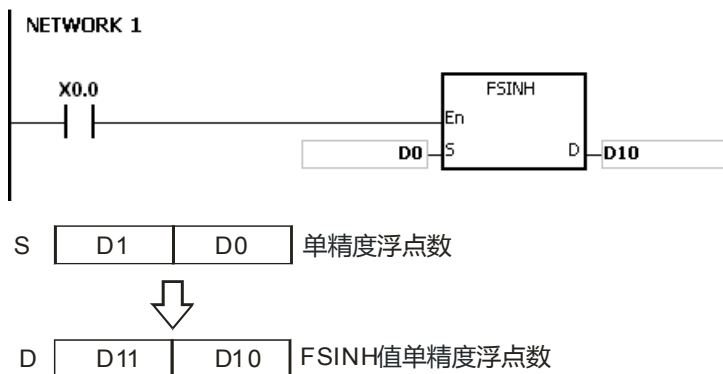 NETWORK 1
X0.0
FSINH
En
D0 S D D10
S D1 D0 单精度浮点数
D D11 D10 FSINH值单精度浮点数